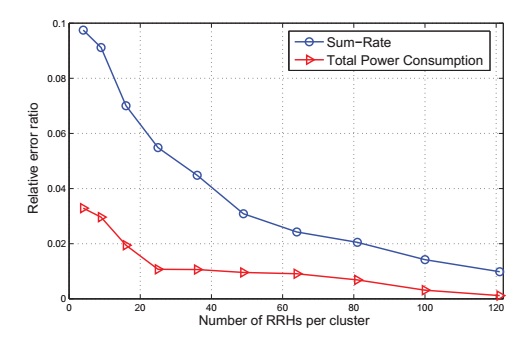 0.1
0.08
0.06
0.04
0.02
0
0 20 40 60 80 100 120
Relative error ratio
Number of RRHs per cluster
Sum−Rate
Total Power Consumption